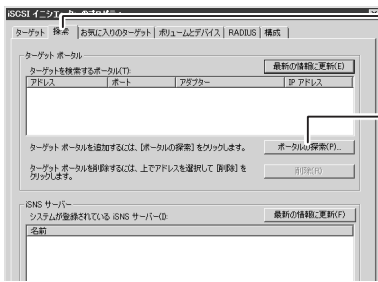 iSCSI イニシエーターのプロパティ
ターゲット 探索 お気に入りのターゲット ボリュームとデバイス RADIUS 構成
ターゲット ポータル
ターゲットを検索するポータル(T):
最新の情報に更新(E)
アドレス ポート アダプター IP アドレス
ターゲット ポータルを追加するには、[ポータルの探索] をクリックします。
ポータルの探索(P)...
ターゲット ポータルを削除するには、上でアドレスを選択して [削除] を
クリックします。
削除(R)
iSNS サーバー
システムが登録されている iSNS サーバー(I):
最新の情報に更新(F)
名前